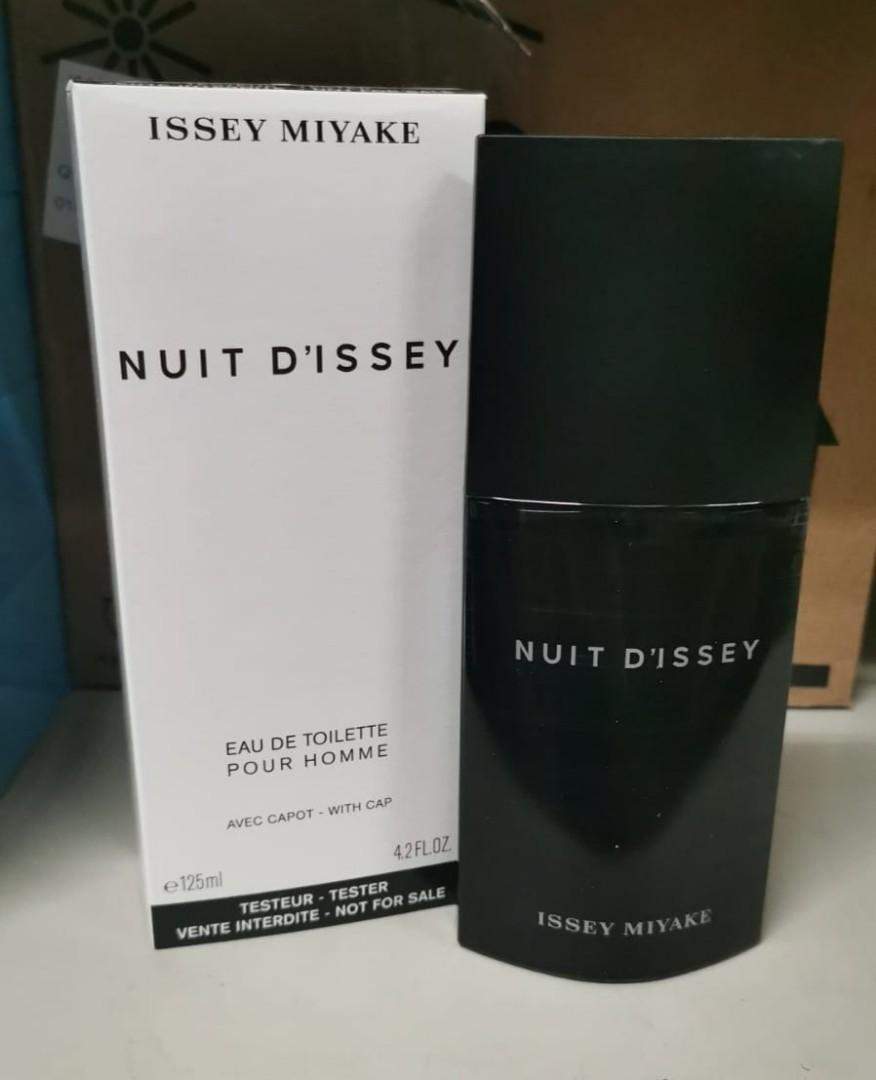 ISSEY MIYAKE
NUIT D'ISSEY
EAU DE TOILETTE
POUR HOMME
AVEC CAPOT - WITH CAP
4.2 FL.OZ.
℮125ml
TESTEUR - TESTER
VENTE INTERDITE - NOT FOR SALE
NUIT D'ISSEY
ISSEY MIYAKE